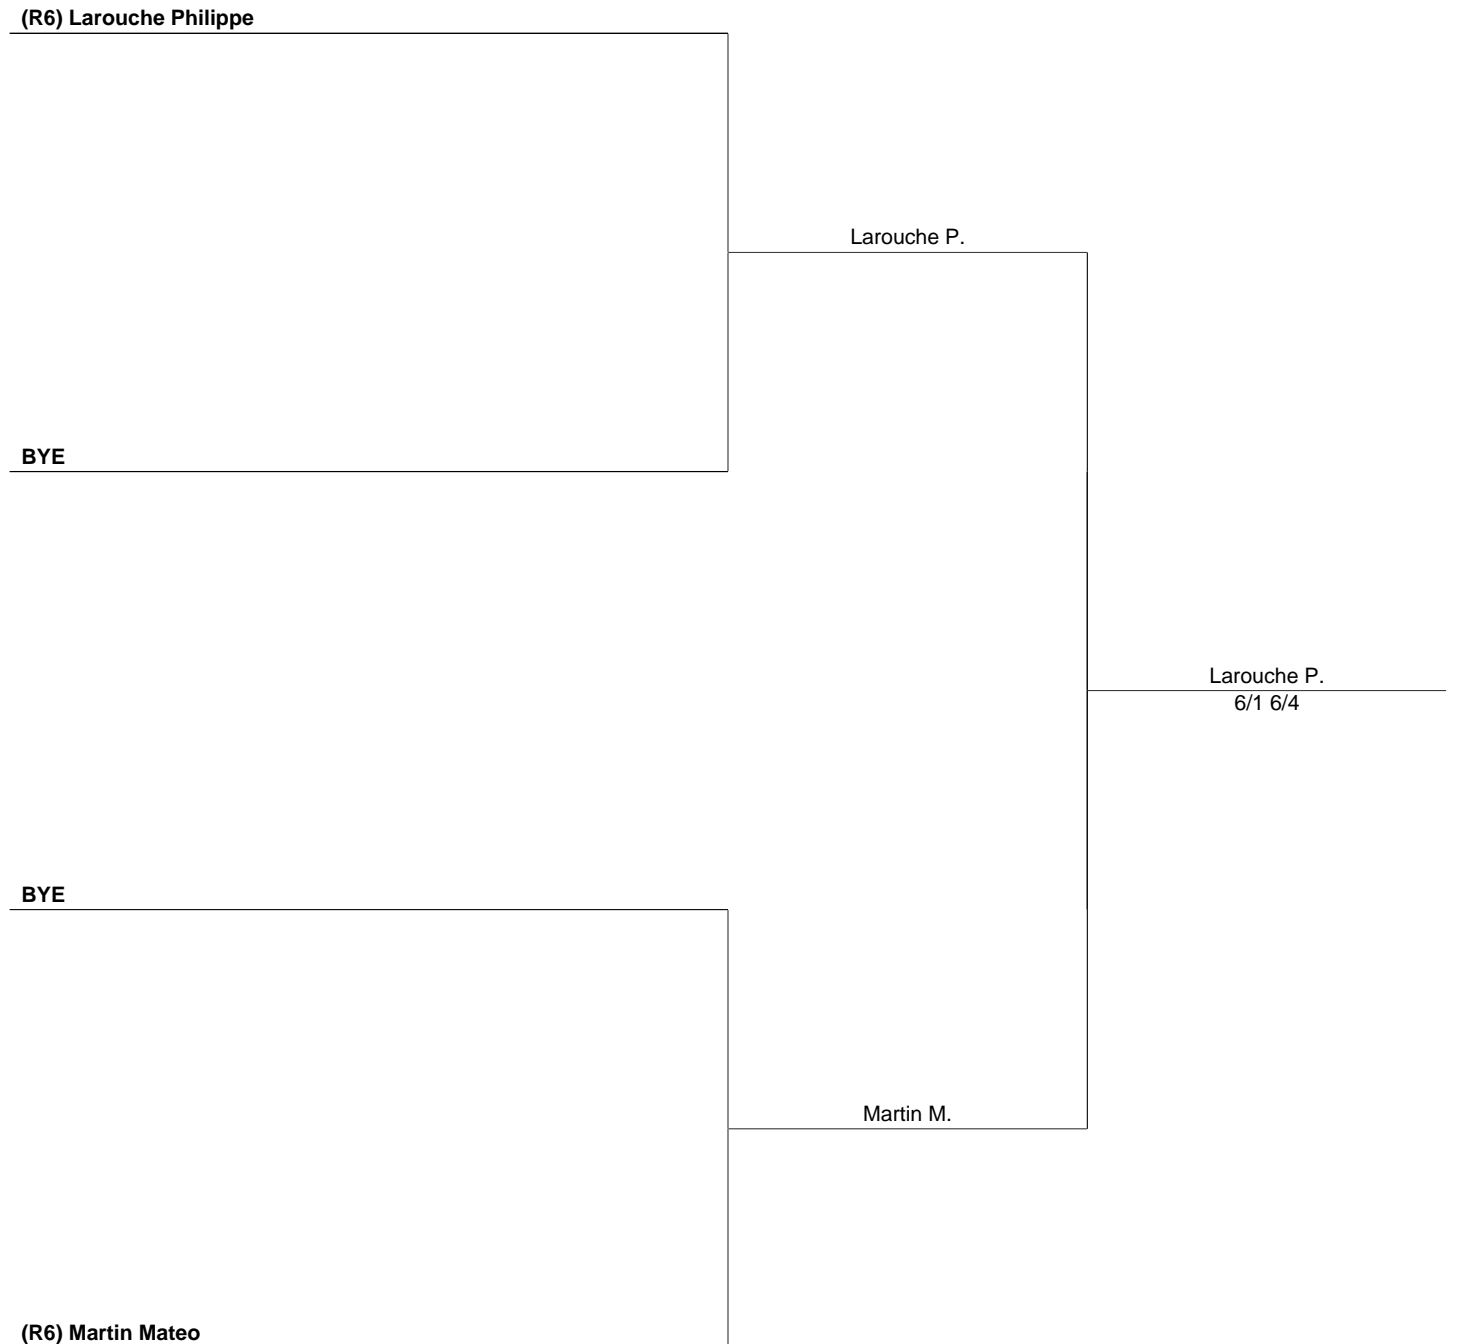 (R6) Larouche Philippe
Larouche P.
BYE
Larouche P.
6/1 6/4
BYE
Martin M.
(R6) Martin Mateo